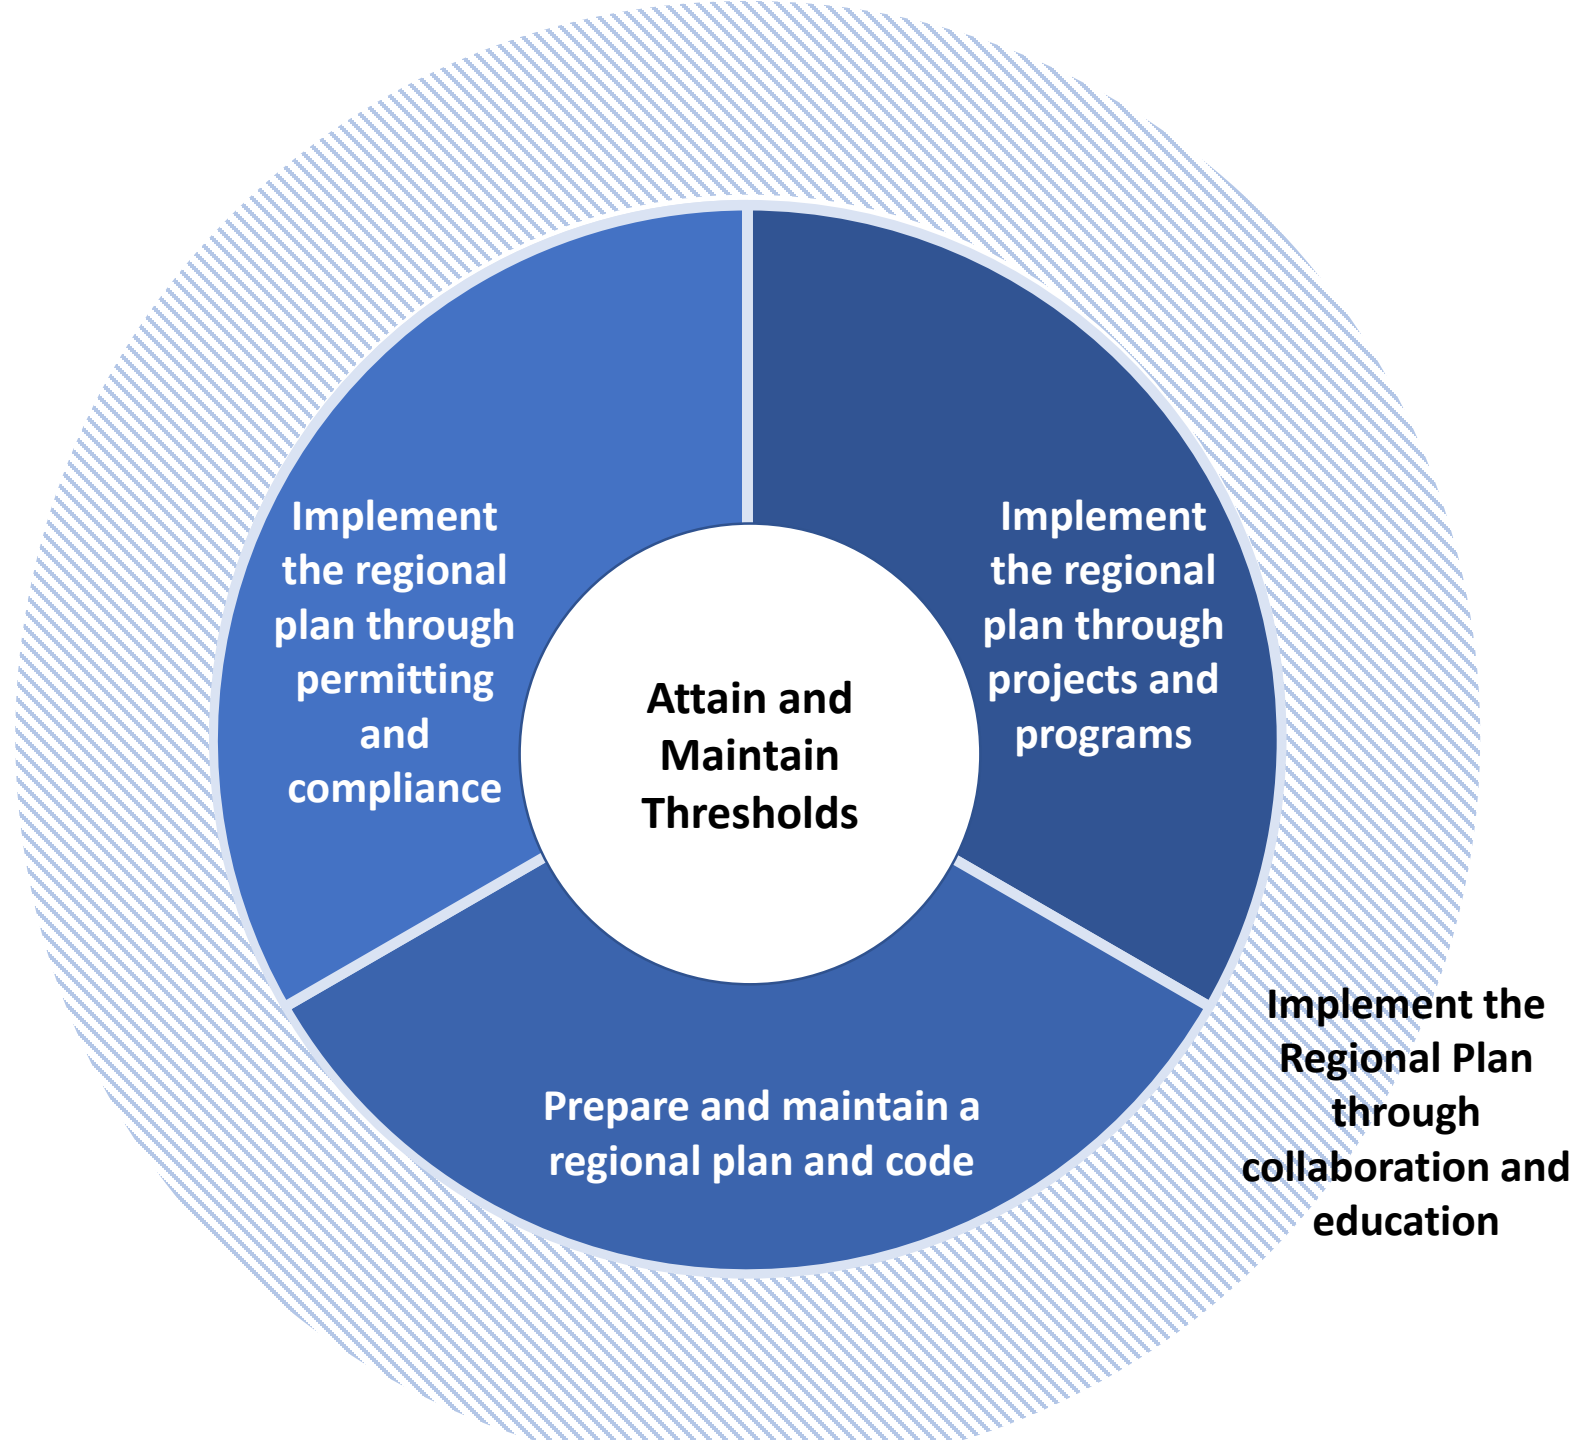 Implement
the regional
plan through
permitting
and
compliance
Implement
the regional
plan through
projects and
programs
Attain and
Maintain
Thresholds
Prepare and maintain a
regional plan and code
Implement the
Regional Plan
through
collaboration and
education